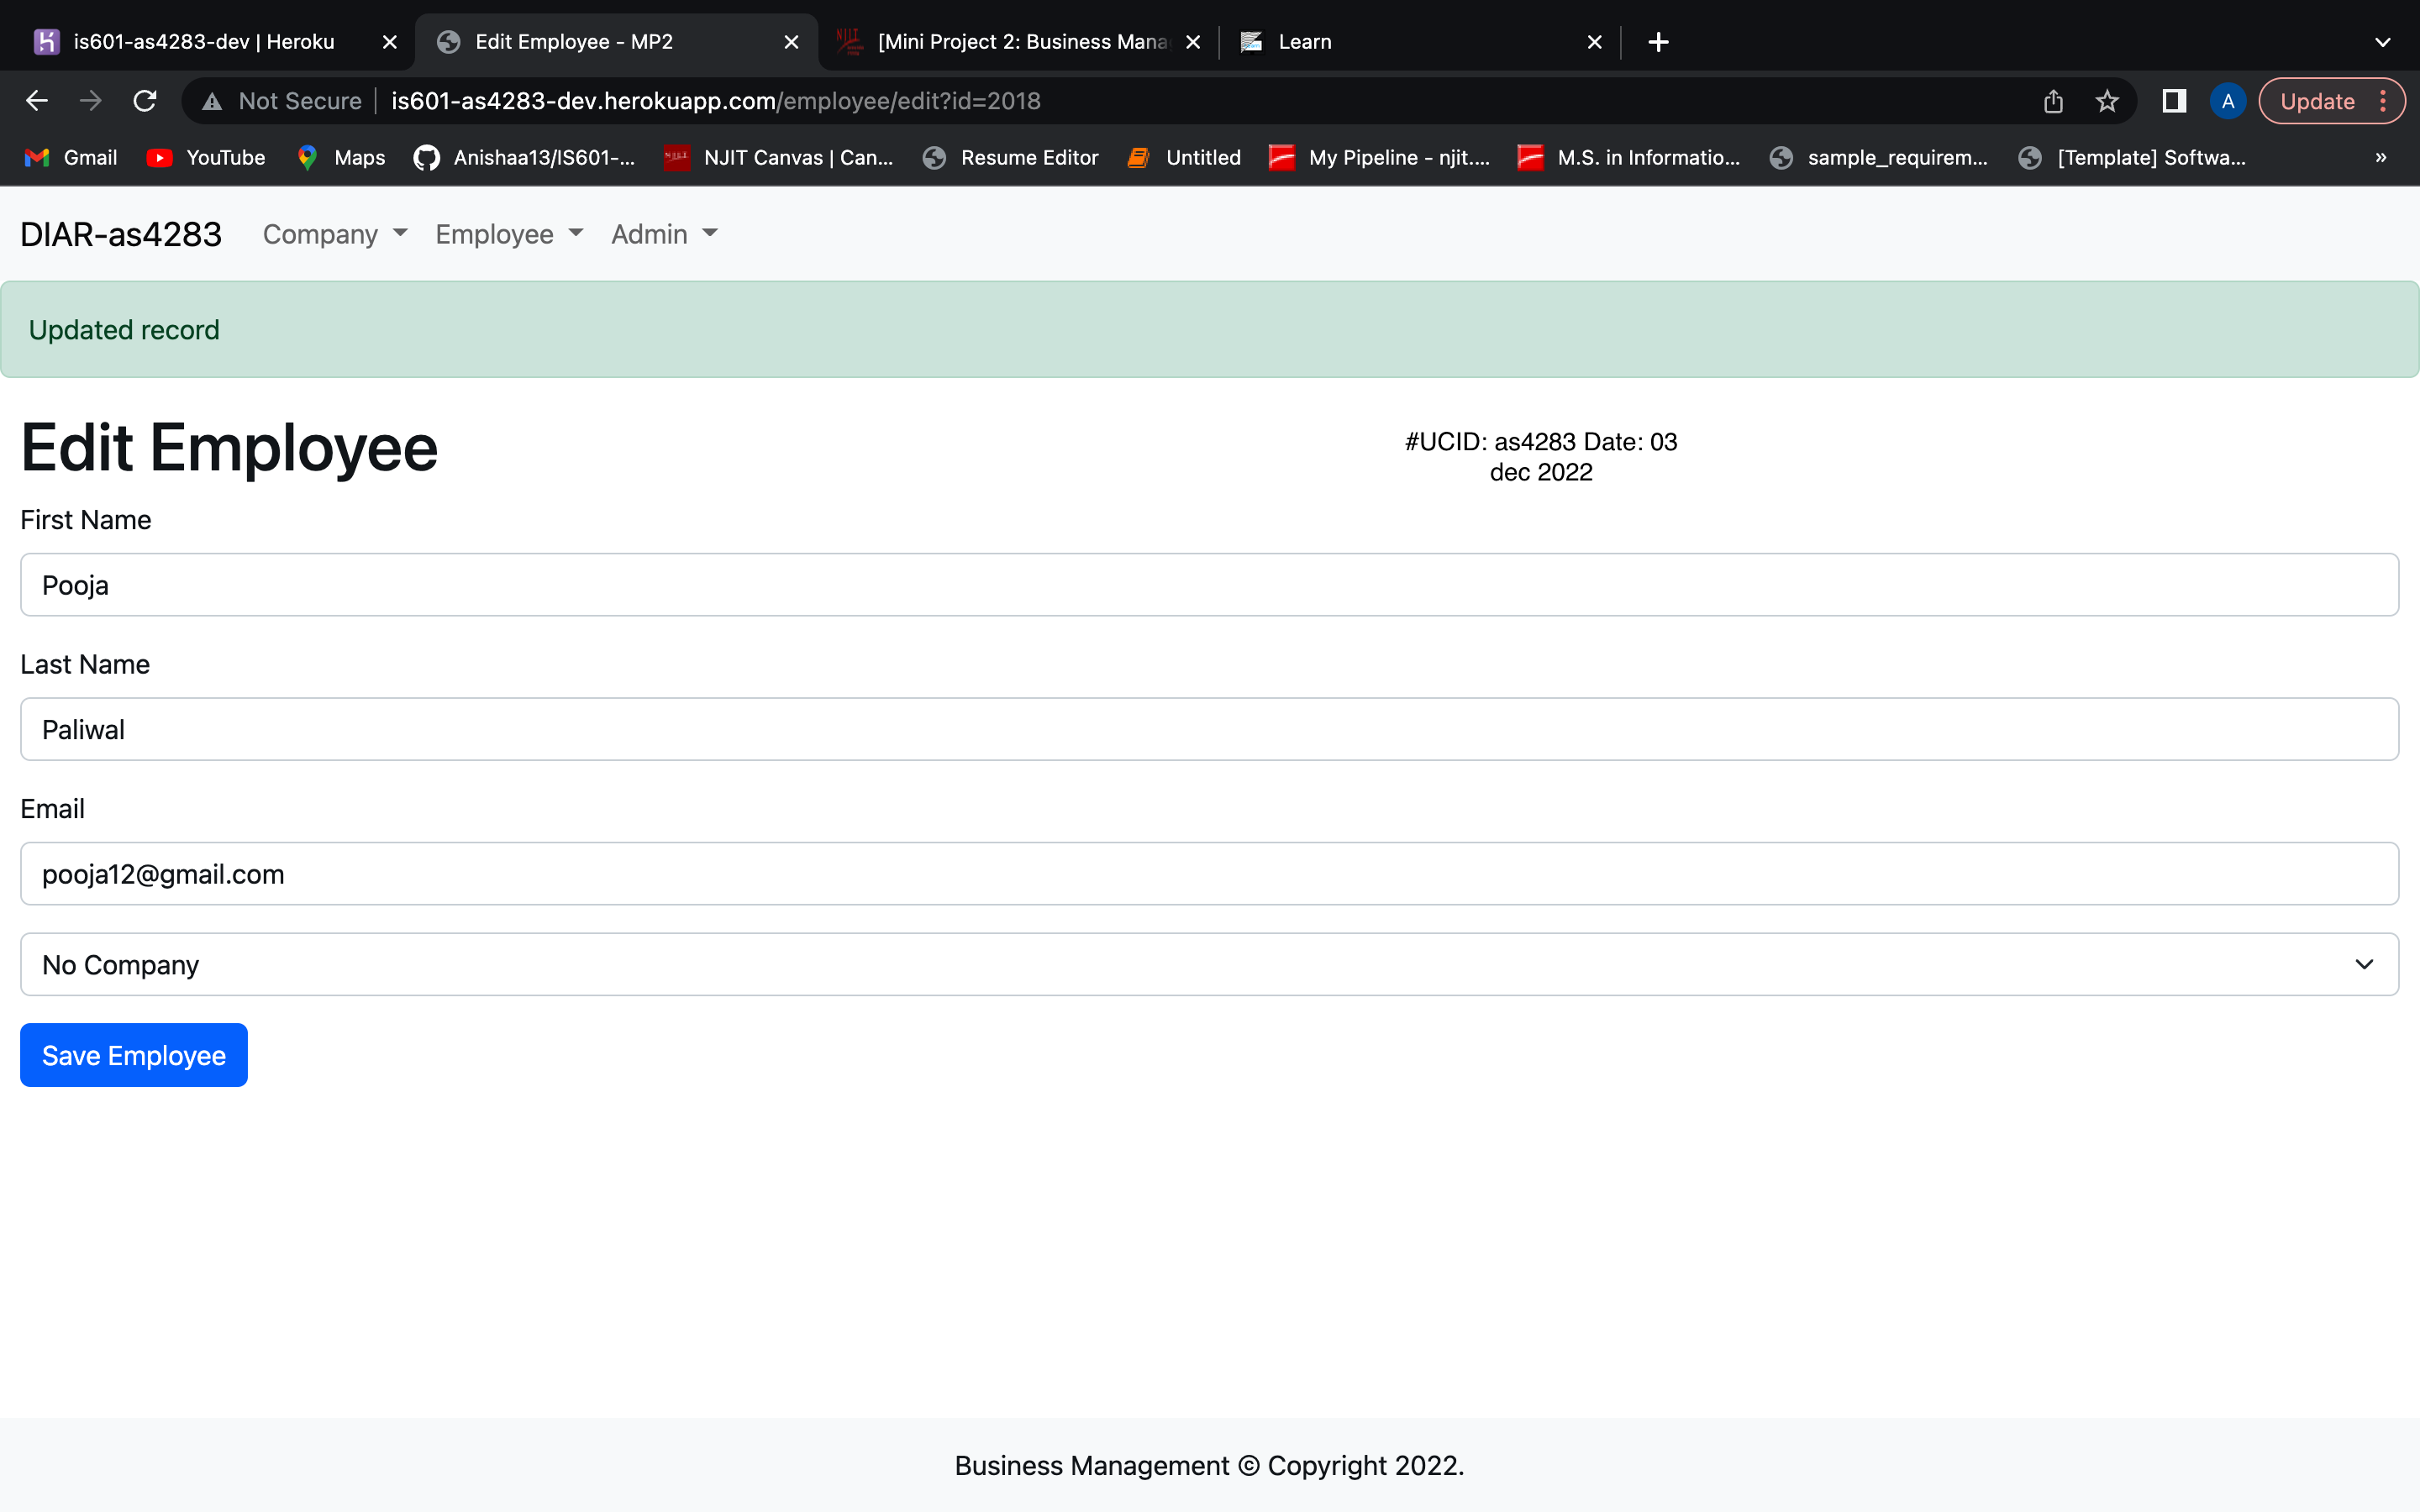 is601-as4283-dev | Heroku
Edit Employee - MP2
[Mini Project 2: Business Mana
Learn
Not Secure
is601-as4283-dev.herokuapp.com/employee/edit?id=2018
A
Update
Gmail
YouTube
Maps
Anishaa13/IS601-...
NJIT Canvas | Can...
Resume Editor
Untitled
My Pipeline - njit....
M.S. in Informatio...
sample_requirem...
[Template] Softwa...
»
DIAR-as4283
Company
Employee
Admin
Updated record
Edit Employee
#UCID: as4283 Date: 03
dec 2022
First Name
Pooja
Last Name
Paliwal
Email
pooja12@gmail.com
No Company
Save Employee
Business Management © Copyright 2022.